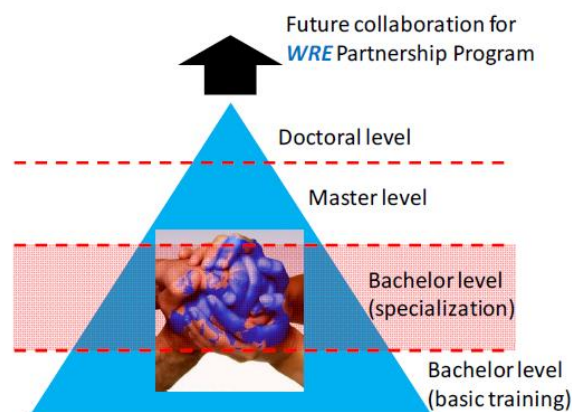 Future collaboration for
WRE Partnership Program
Doctoral level
Master level
Bachelor level
(specialization)
Bachelor level
(basic training)